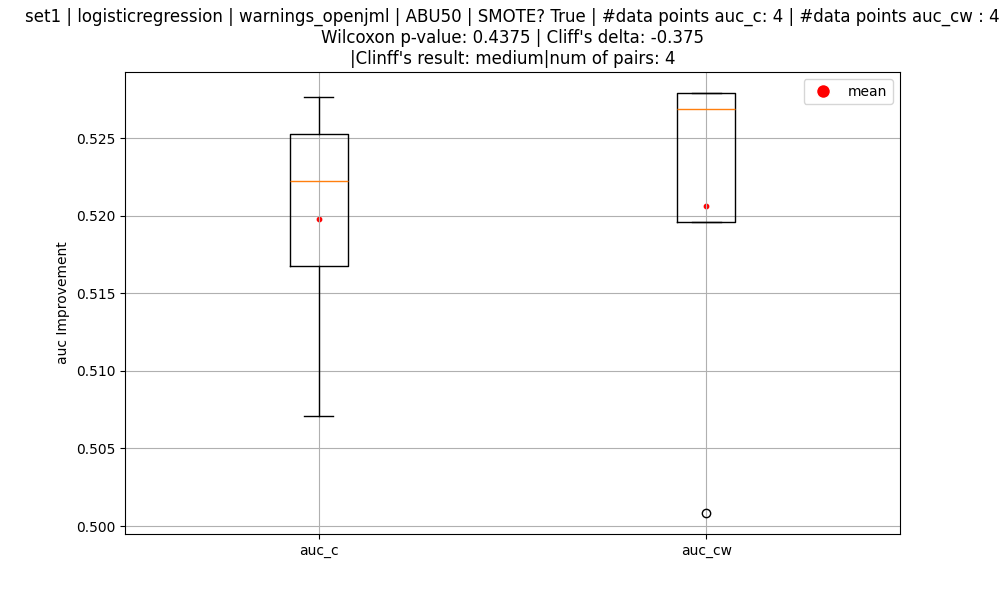 set1 | logisticregression | warnings_openjml | ABU50 | SMOTE? True | #data points auc_c: 4 | #data points auc_cw : 4
Wilcoxon p-value: 0.4375 | Cliff's delta: -0.375
|Clinff's result: medium|num of pairs: 4
mean
0.525
0.520
0.515
0.510
0.505
0.500
auc Improvement
auc_c
auc_cw